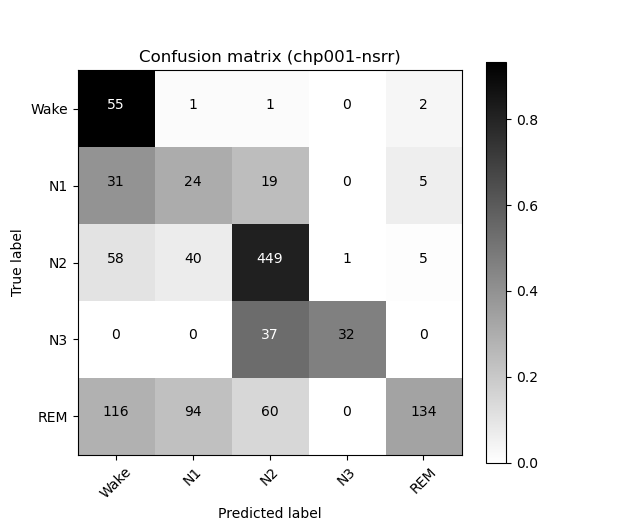 Confusion matrix (chp001-nsrr)
Wake 55 1 1 0 2
N1 31 24 19 0 5
N2 58 40 449 1 5
N3 0 0 37 32 0
REM 116 94 60 0 134
Wake N1 N2 N3 REM
True label
Predicted label
0.8
0.6
0.4
0.2
0.0